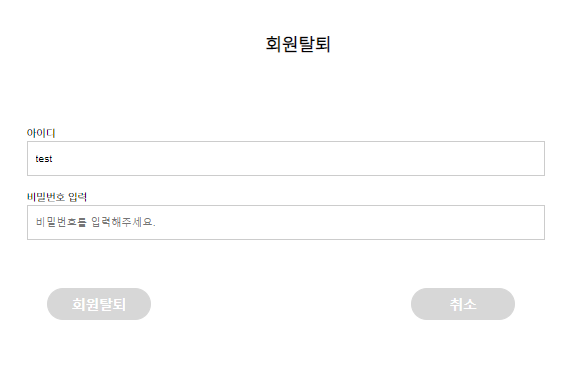 회원탈퇴
아이디
test
비밀번호 입력
비밀번호를 입력해주세요.
회원탈퇴 취소